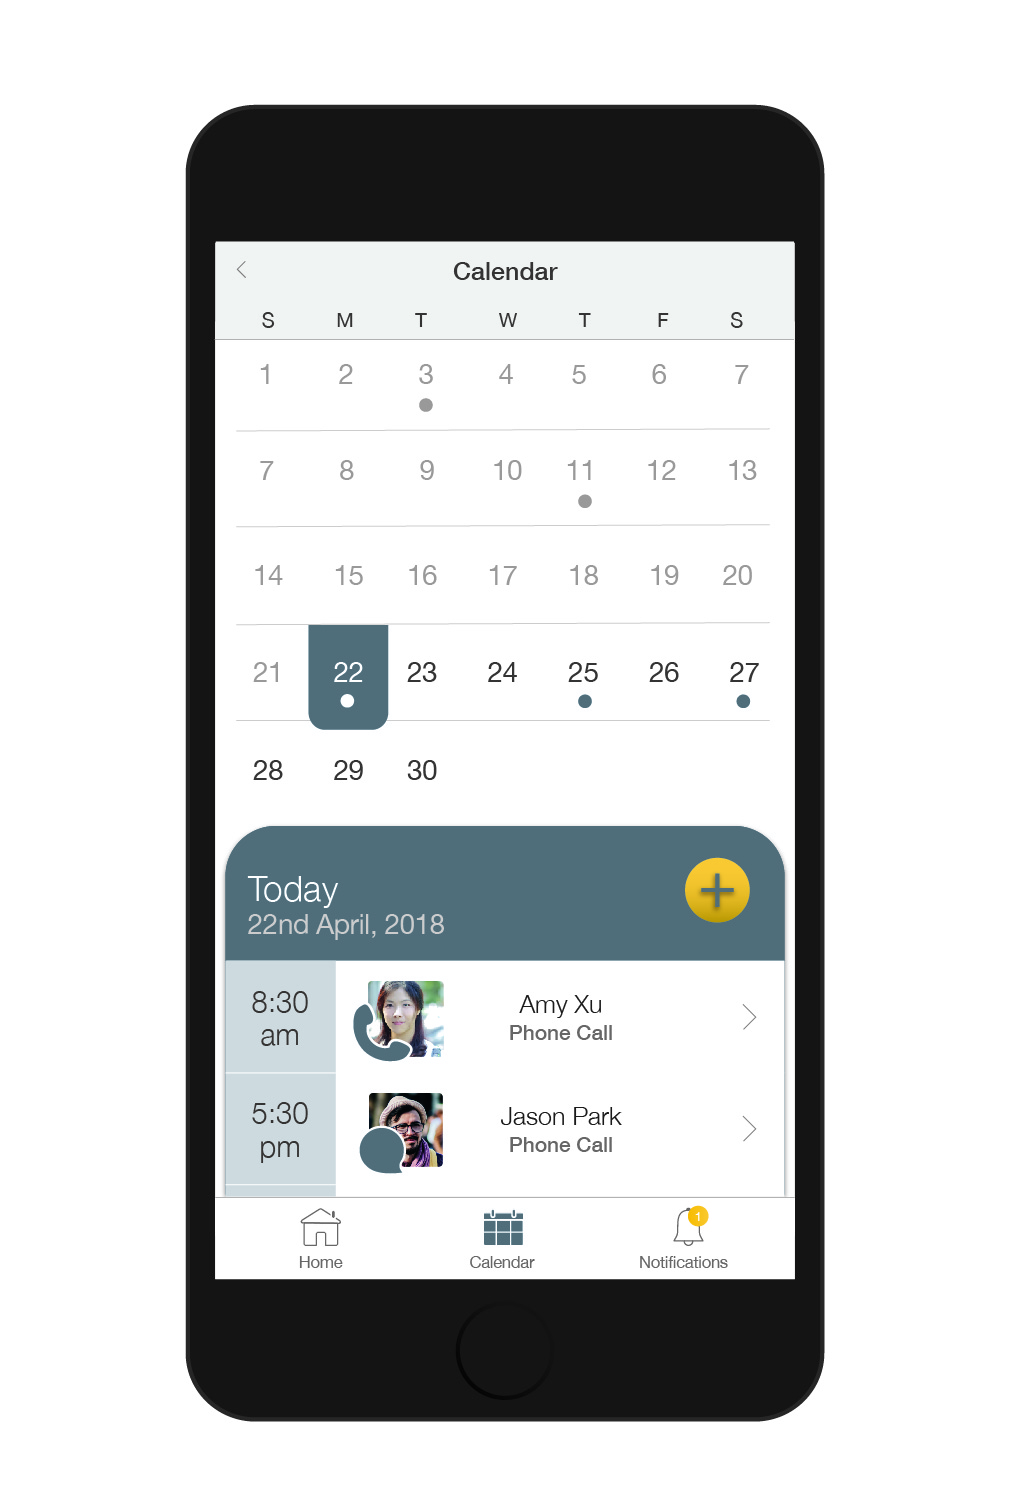 Calendar
S M T W T F S
1 2 3 4 5 6 7
7 8 9 10 11 12 13
14 15 16 17 18 19 20
21 22 23 24 25 26 27
28 29 30
Today
22nd April, 2018
8:30
am
Amy Xu
Phone Call
5:30
pm
Jason Park
Phone Call
1
Home Calendar Notifications